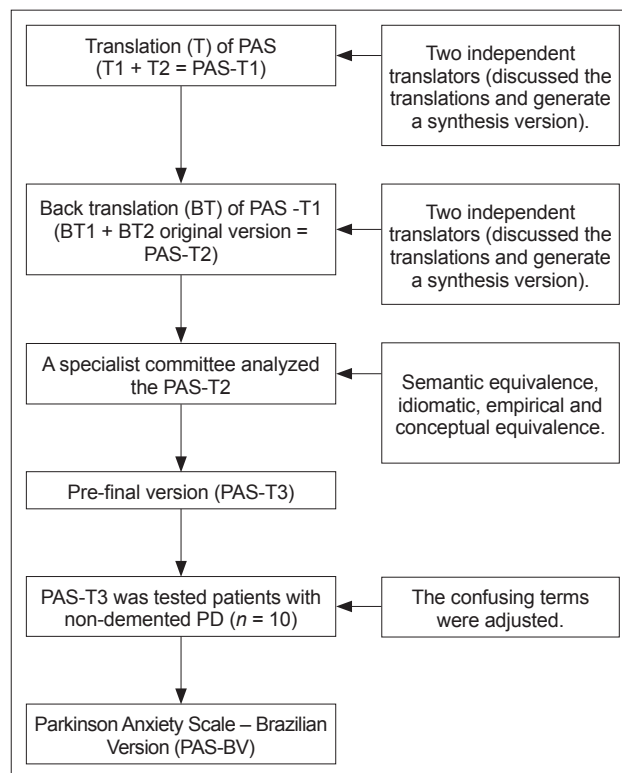 Translation (T) of PAS
(T1 + T2 = PAS-T1)
Two independent
translators (discussed the
translations and generate
a synthesis version).
Back translation (BT) of PAS -T1
(BT1 + BT2 original version =
PAS-T2)
Two independent
translators (discussed the
translations and generate
a synthesis version).
A specialist committee analyzed
the PAS-T2
Semantic equivalence,
idiomatic, empirical and
conceptual equivalence.
Pre-final version (PAS-T3)
PAS-T3 was tested patients with
non-demented PD (n = 10)
The confusing terms
were adjusted.
Parkinson Anxiety Scale – Brazilian
Version (PAS-BV)